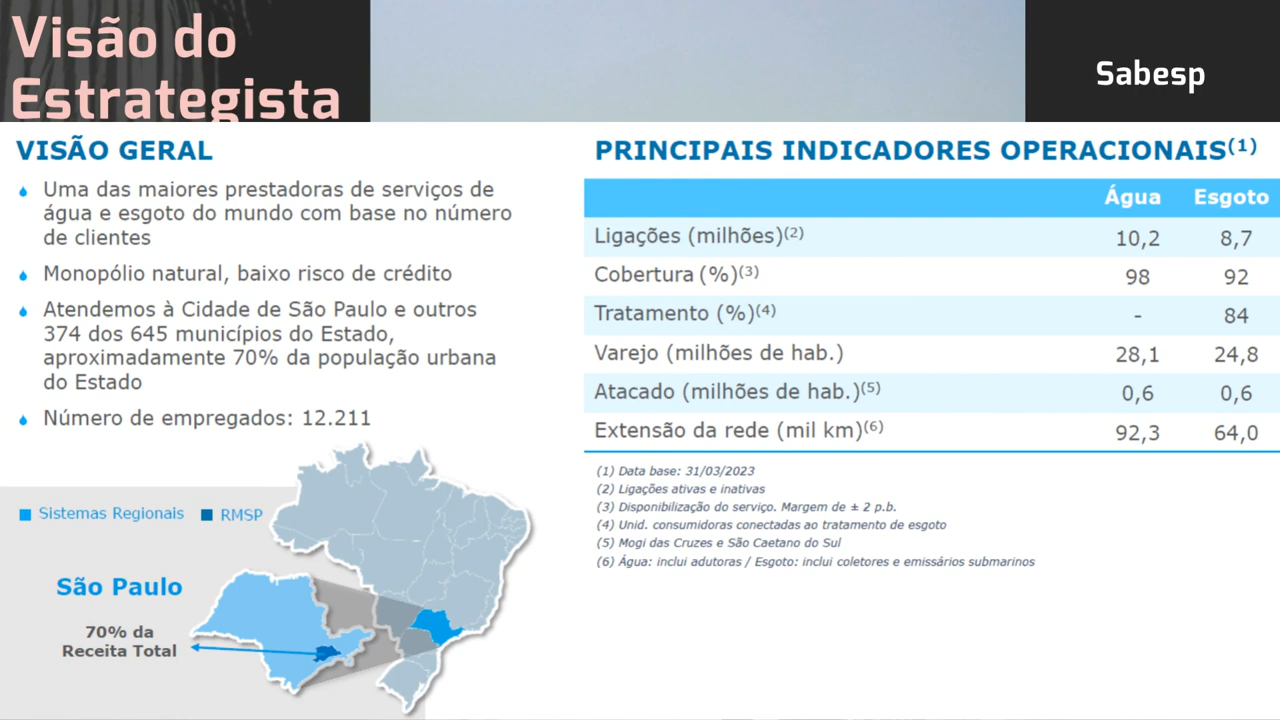 Visão do
Estrategista
Sabesp
VISÃO GERAL
Uma das maiores prestadoras de serviços de
água e esgoto do mundo com base no número
de clientes
Monopólio natural, baixo risco de crédito
Atendemos à Cidade de São Paulo e outros
374 dos 645 municípios do Estado,
aproximadamente 70% da população urbana
do Estado
Número de empregados: 12.211
Sistemas Regionais RMSP
São Paulo
70% da
Receita Total
PRINCIPAIS INDICADORES OPERACIONAIS(1)
Água Esgoto
Ligações (milhões)(2) 10,2 8,7
Cobertura (%)(3) 98 92
Tratamento (%)(4) - 84
Varejo (milhões de hab.) 28,1 24,8
Atacado (milhões de hab.)(5) 0,6 0,6
Extensão da rede (mil km)(6) 92,3 64,0
(1) Data base: 31/03/2023
(2) Ligações ativas e inativas
(3) Disponibilização do serviço. Margem de ± 2 p.b.
(4) Unid. consumidoras conectadas ao tratamento de esgoto
(5) Mogi das Cruzes e São Caetano do Sul
(6) Água: inclui adutoras / Esgoto: inclui coletores e emissários submarinos